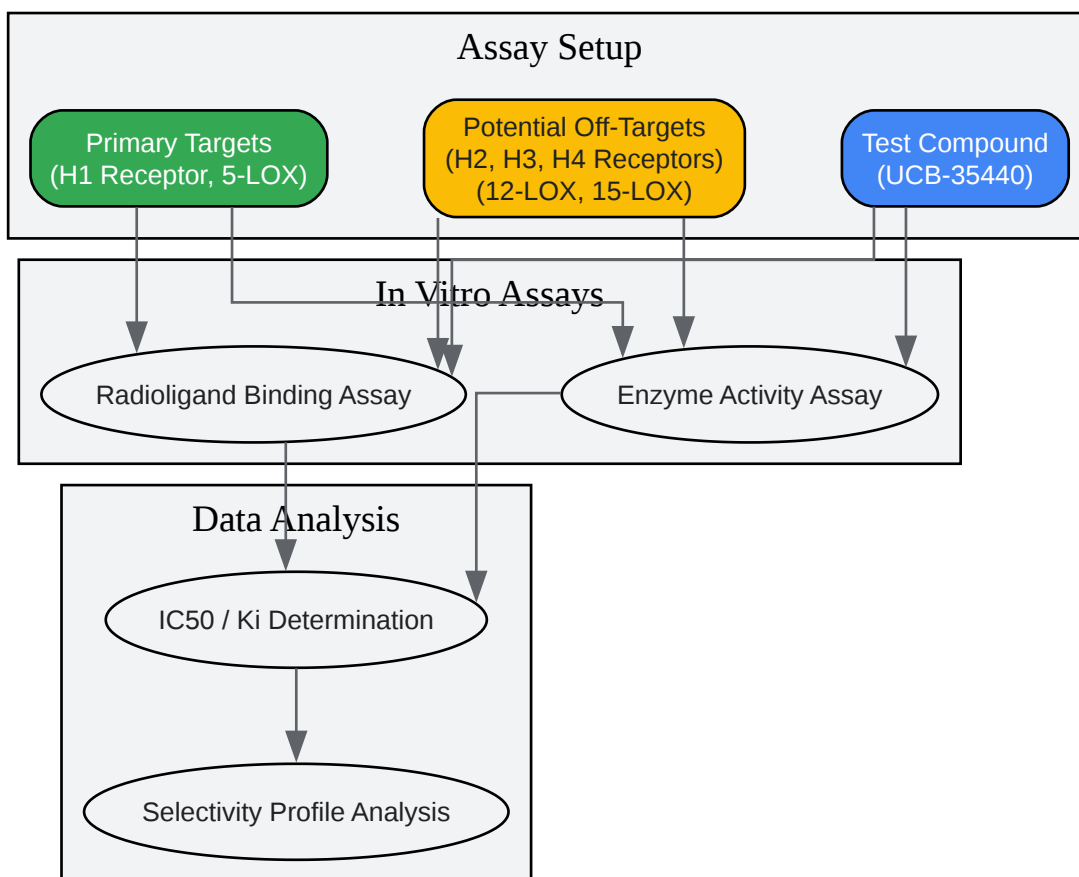 Assay Setup
Primary Targets
(H1 Receptor, 5-LOX)
Potential Off-Targets
(H2, H3, H4 Receptors)
(12-LOX, 15-LOX)
Test Compound
(UCB-35440)
In Vitro Assays
Radioligand Binding Assay
Enzyme Activity Assay
Data Analysis
IC50 / Ki Determination
Selectivity Profile Analysis